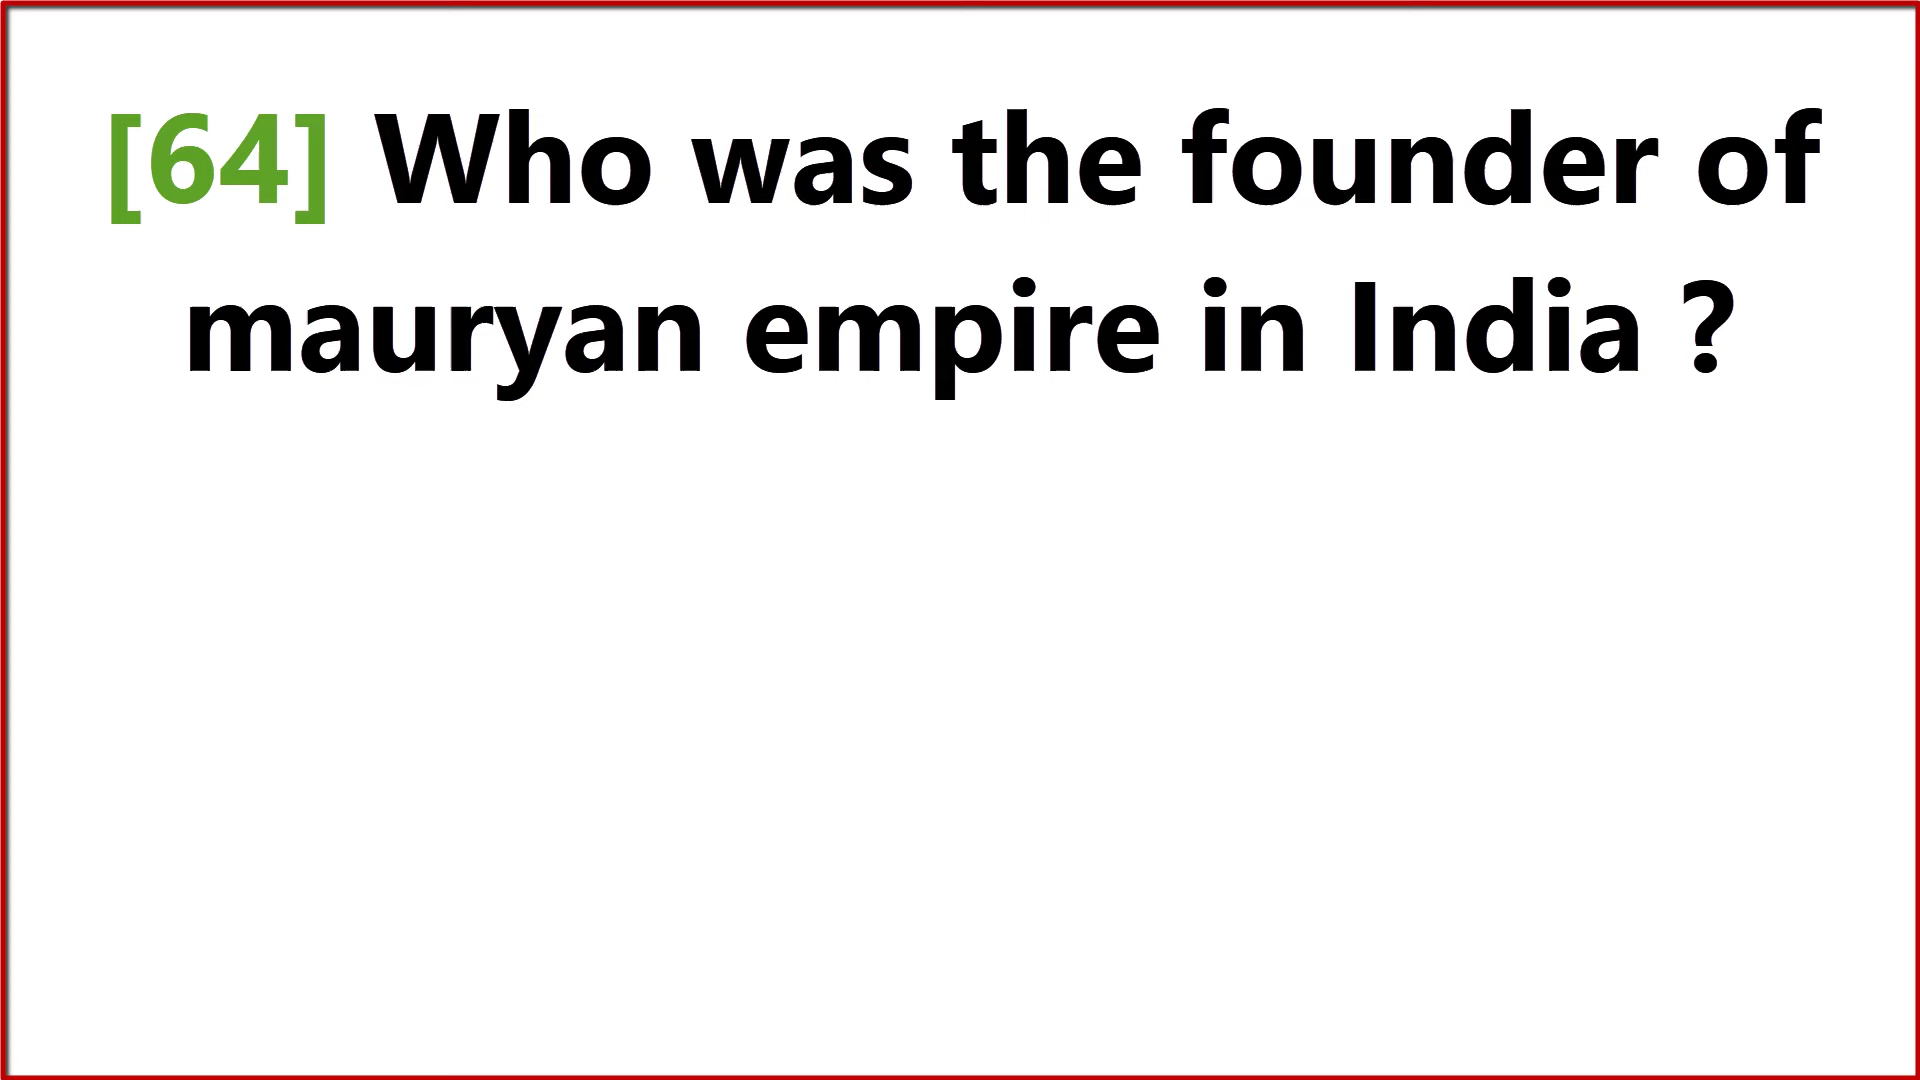 [64] Who was the founder of
mauryan empire in India ?